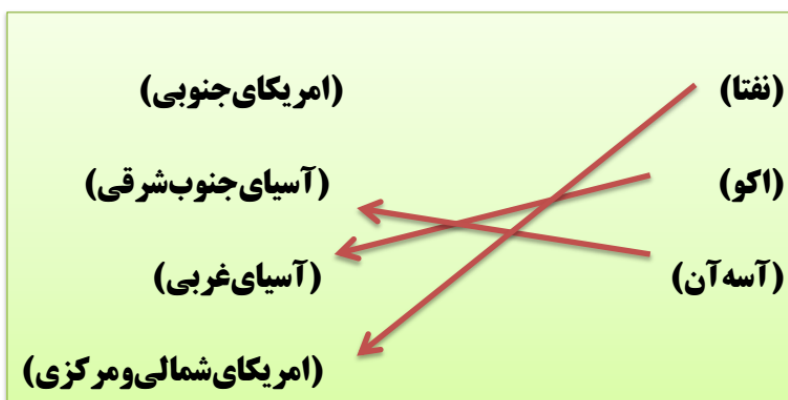 (نفتا) (امریکای‌جنوبی)
(اکو) (آسیای‌جنوب‌شرقی)
(آسه‌آن) (آسیای‌غربی)
(امریکای‌شمالی‌ومرکزی)